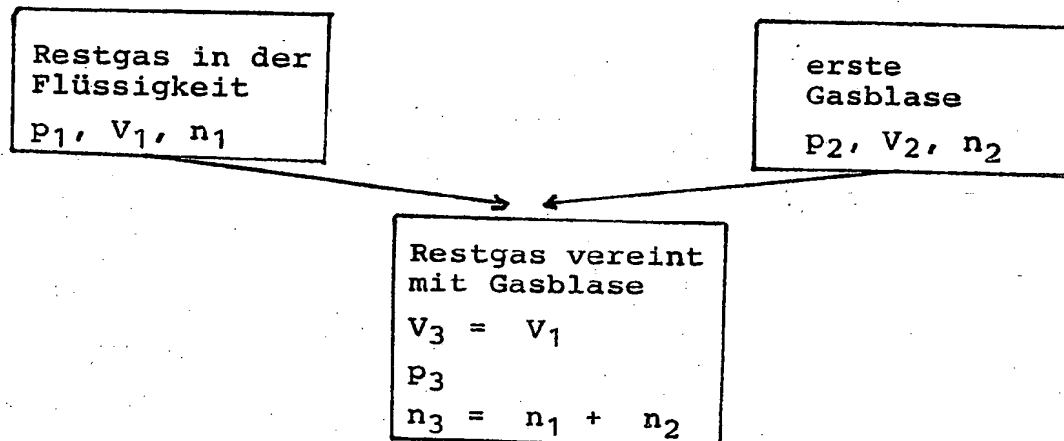 Restgas in der
Flüssigkeit
p₁, V₁, n₁
erste
Gasblase
p₂, V₂, n₂
Restgas vereint
mit Gasblase
V₃ = V₁
p₃
n₃ = n₁ + n₂